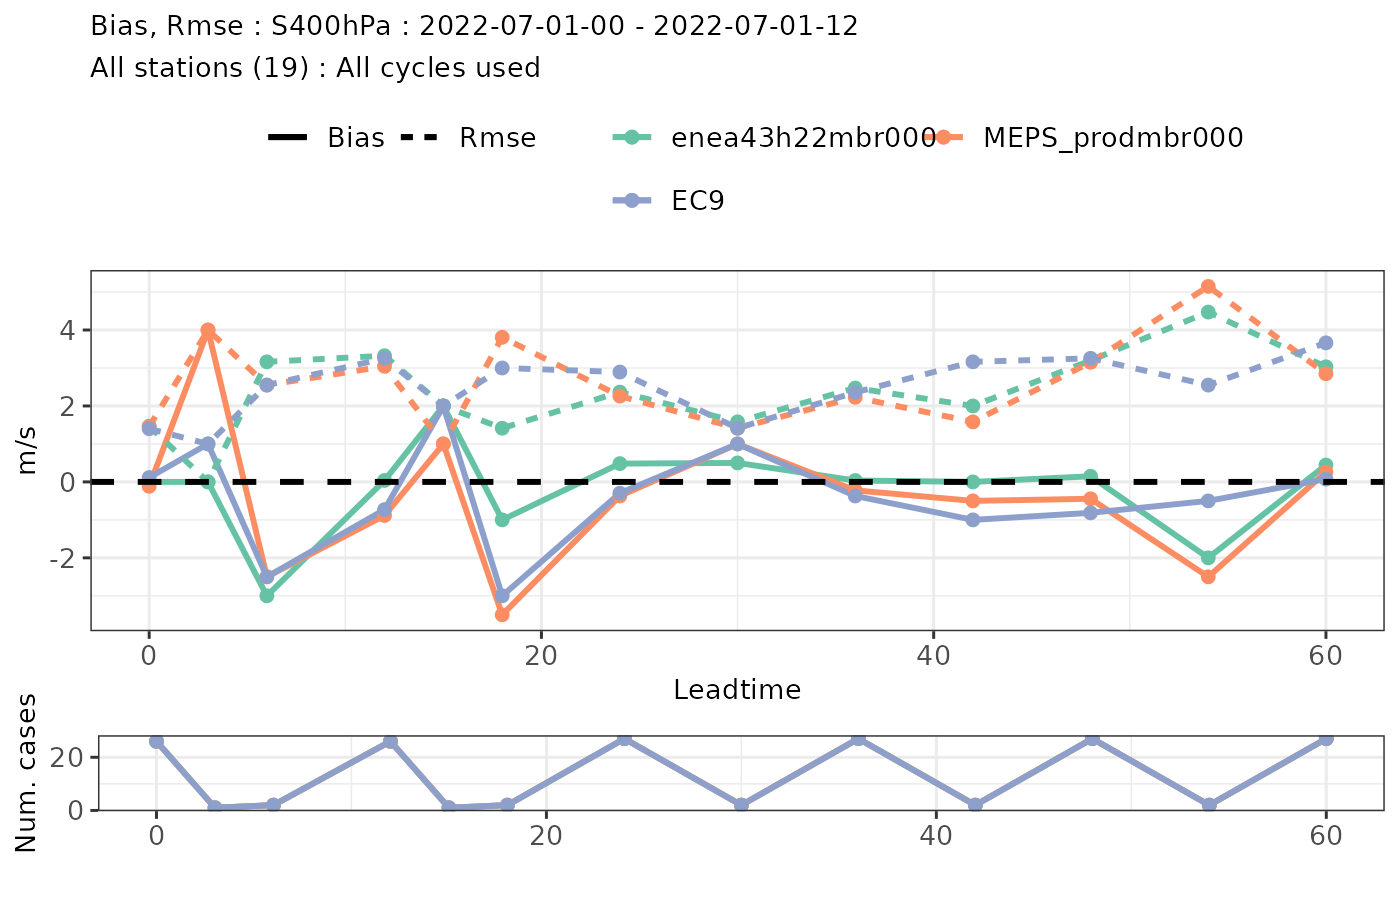 Bias, Rmse : S400hPa : 2022-07-01-00 - 2022-07-01-12
All stations (19) : All cycles used
Bias Rmse enea43h22mbr000 MEPS_prodmbr000
EC9
m/s
4
2
0
-2
0 20 40 60
Leadtime
Num. cases
20
0
0 20 40 60